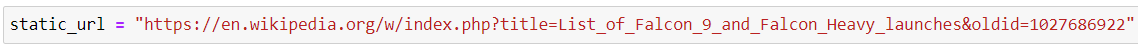 static_url = "https://en.wikipedia.org/w/index.php?title=List_of_Falcon_9_and_Falcon_Heavy_launches&oldid=1027686922"